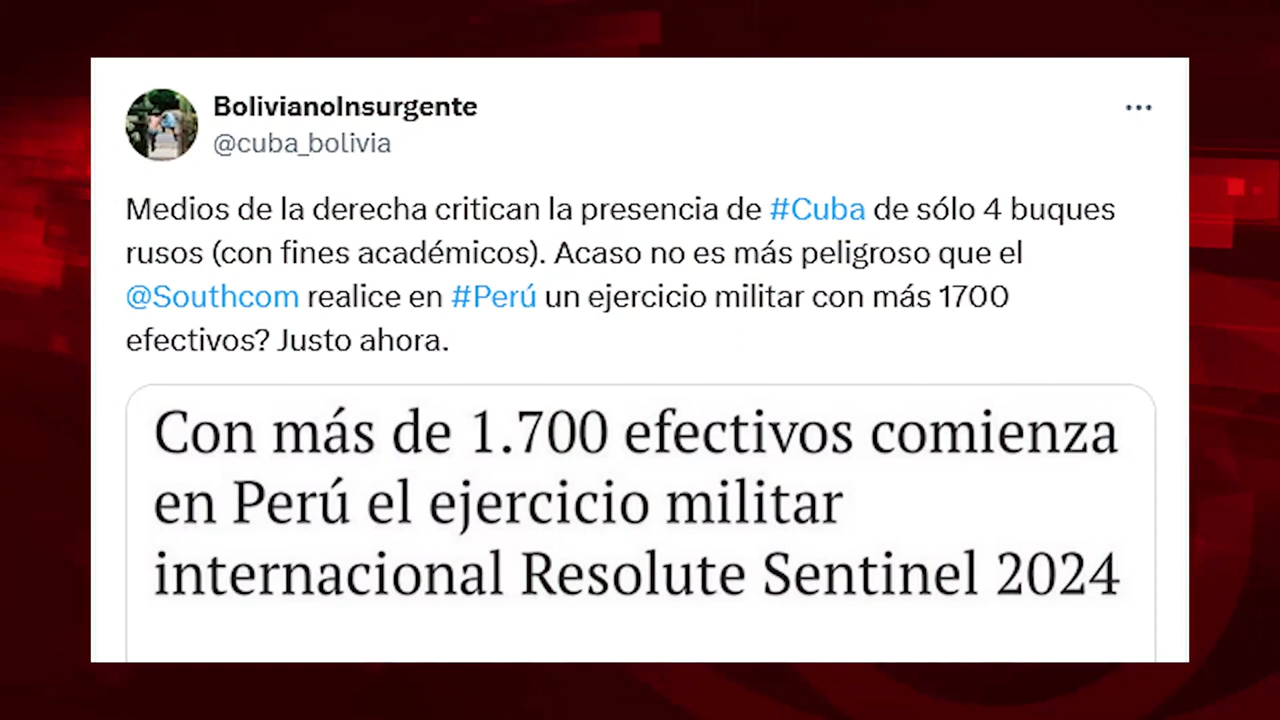 BolivianoInsurgente
@cuba_bolivia
Medios de la derecha critican la presencia de #Cuba de sólo 4 buques
rusos (con fines académicos). Acaso no es más peligroso que el
@Southcom realice en #Perú un ejercicio militar con más 1700
efectivos? Justo ahora.
Con más de 1.700 efectivos comienza
en Perú el ejercicio militar
internacional Resolute Sentinel 2024